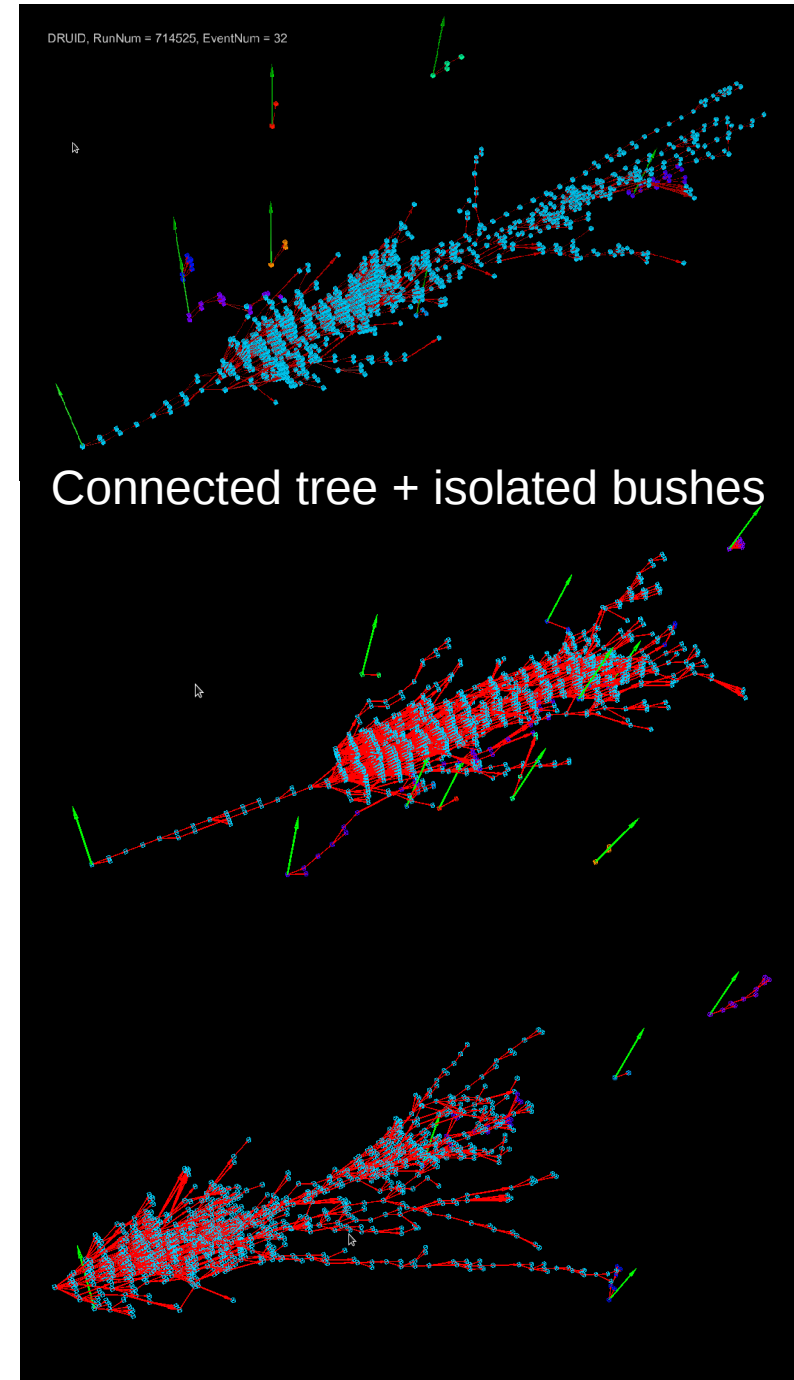 DRUID, RunNum = 714525, EventNum = 32
Connected tree + isolated bushes